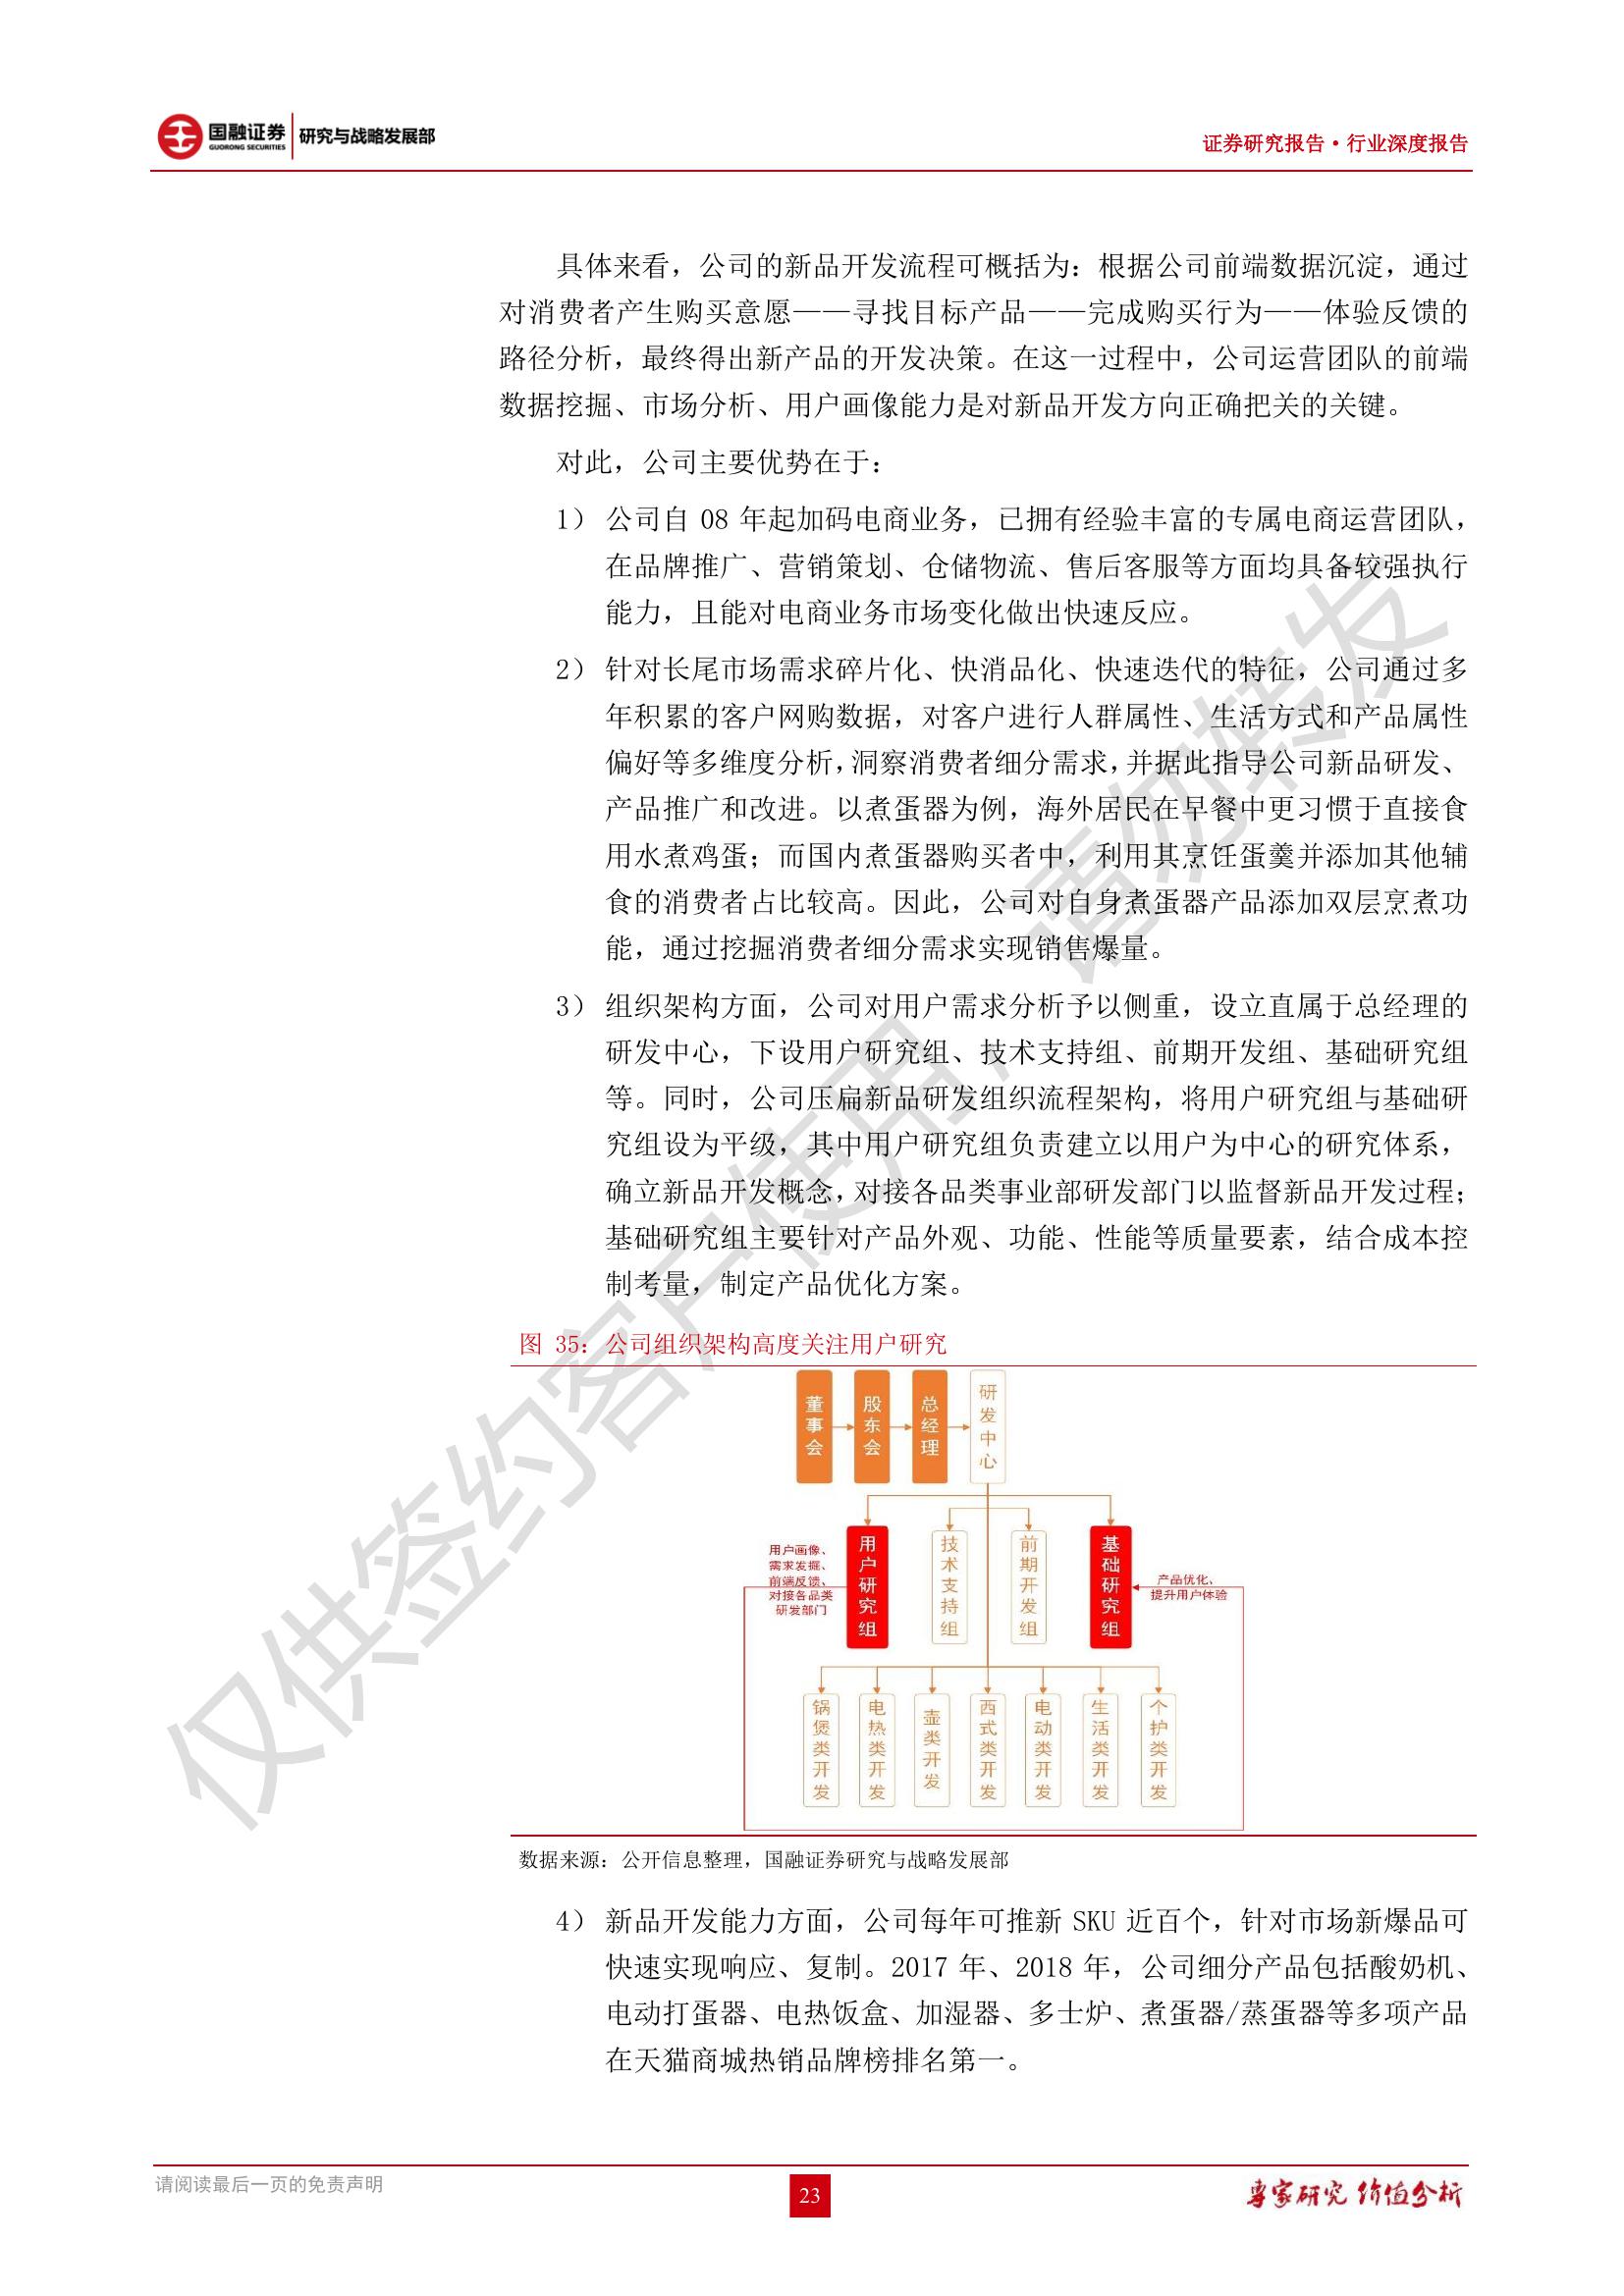 国融证券
GUORONG SECURITIES
研究与战略发展部
证券研究报告·行业深度报告
具体来看，公司的新品开发流程可概括为：根据公司前端数据沉淀，通过
对消费者产生购买意愿——寻找目标产品——完成购买行为——体验反馈的
路径分析，最终得出新产品的开发决策。在这一过程中，公司运营团队的前端
数据挖掘、市场分析、用户画像能力是对新品开发方向正确把关的关键。
对此，公司主要优势在于：
1） 公司自 08 年起加码电商业务，已拥有经验丰富的专属电商运营团队，
在品牌推广、营销策划、仓储物流、售后客服等方面均具备较强执行
能力，且能对电商业务市场变化做出快速反应。
2） 针对长尾市场需求碎片化、快消品化、快速迭代的特征，公司通过多
年积累的客户网购数据，对客户进行人群属性、生活方式和产品属性
偏好等多维度分析，洞察消费者细分需求，并据此指导公司新品研发、
产品推广和改进。以煮蛋器为例，海外居民在早餐中更习惯于直接食
用水煮鸡蛋；而国内煮蛋器购买者中，利用其烹饪蛋羹并添加其他辅
食的消费者占比较高。因此，公司对自身煮蛋器产品添加双层烹煮功
能，通过挖掘消费者细分需求实现销售爆量。
3） 组织架构方面，公司对用户需求分析予以侧重，设立直属于总经理的
研发中心，下设用户研究组、技术支持组、前期开发组、基础研究组
等。同时，公司压扁新品研发组织流程架构，将用户研究组与基础研
究组设为平级，其中用户研究组负责建立以用户为中心的研究体系，
确立新品开发概念，对接各品类事业部研发部门以监督新品开发过程；
基础研究组主要针对产品外观、功能、性能等质量要素，结合成本控
制考量，制定产品优化方案。
图 35：公司组织架构高度关注用户研究
董事会
股东会
总经理
研发中心
用户画像、
需求发掘、
前端反馈、
对接各品类
研发部门
用户研究组
技术支持组
前期开发组
基础研究组
产品优化、
提升用户体验
锅煲类开发
电热类开发
壶类开发
西式类开发
电动类开发
生活类开发
个护类开发
数据来源：公开信息整理，国融证券研究与战略发展部
4） 新品开发能力方面，公司每年可推新 SKU 近百个，针对市场新爆品可
快速实现响应、复制。2017 年、2018 年，公司细分产品包括酸奶机、
电动打蛋器、电热饭盒、加湿器、多士炉、煮蛋器/蒸蛋器等多项产品
在天猫商城热销品牌榜排名第一。
请阅读最后一页的免责声明
23
专家研究 价值分析
仅供签约客户使用，请勿转发